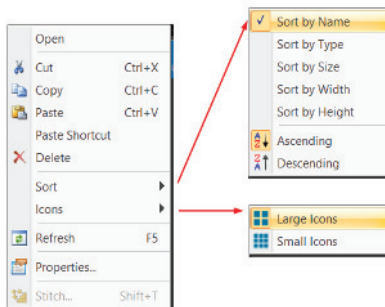 Open
Cut Ctrl+X
Copy Ctrl+C
Paste Ctrl+V
Paste Shortcut
Delete
Sort
Icons
Refresh F5
Properties...
Stitch... Shift+T
Sort by Name
Sort by Type
Sort by Size
Sort by Width
Sort by Height
Ascending
Descending
Large Icons
Small Icons